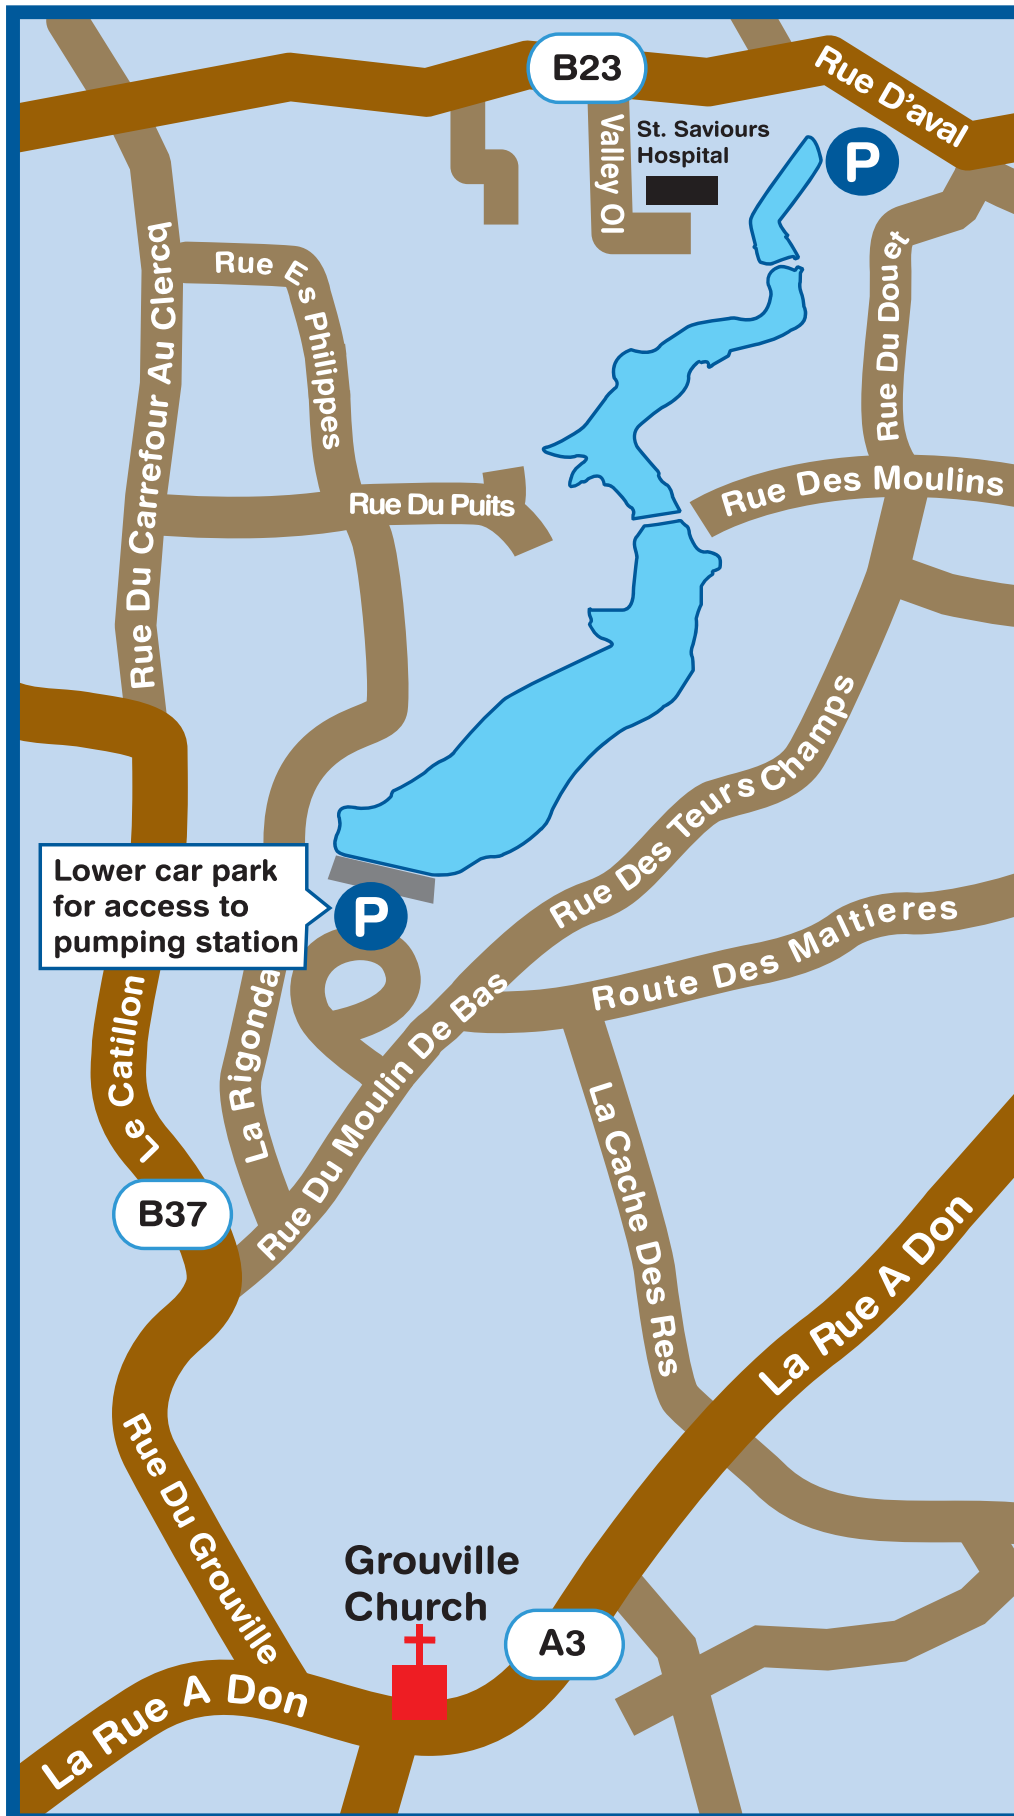 B23
Rue D'aval
P
St. Saviours
Hospital
Valley Ol
Rue Es Philippes
Rue Du Carrefour Au Clercq
Rue Du Douet
Rue Des Moulins
Rue Du Puits
Rue Des Teurs Champs
Lower car park
for access to
pumping station
P
Route Des Maltieres
Le Catillon
La Rigonda
Rue Du Moulin De Bas
La Cache Des Res
B37
La Rue A Don
Rue Du Grouville
Grouville
Church
A3
La Rue A Don